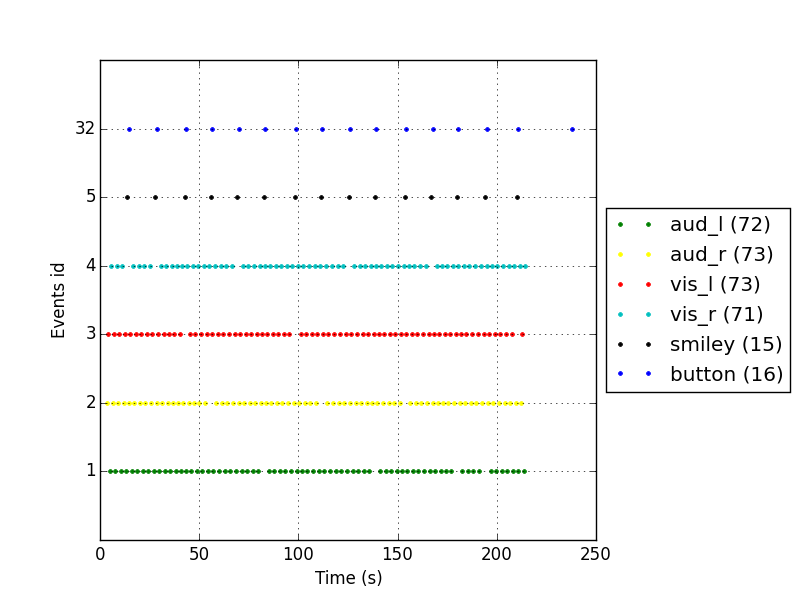 32
5
4
3
2
1
Events id
0 50 100 150 200 250
Time (s)
aud_l (72)
aud_r (73)
vis_l (73)
vis_r (71)
smiley (15)
button (16)